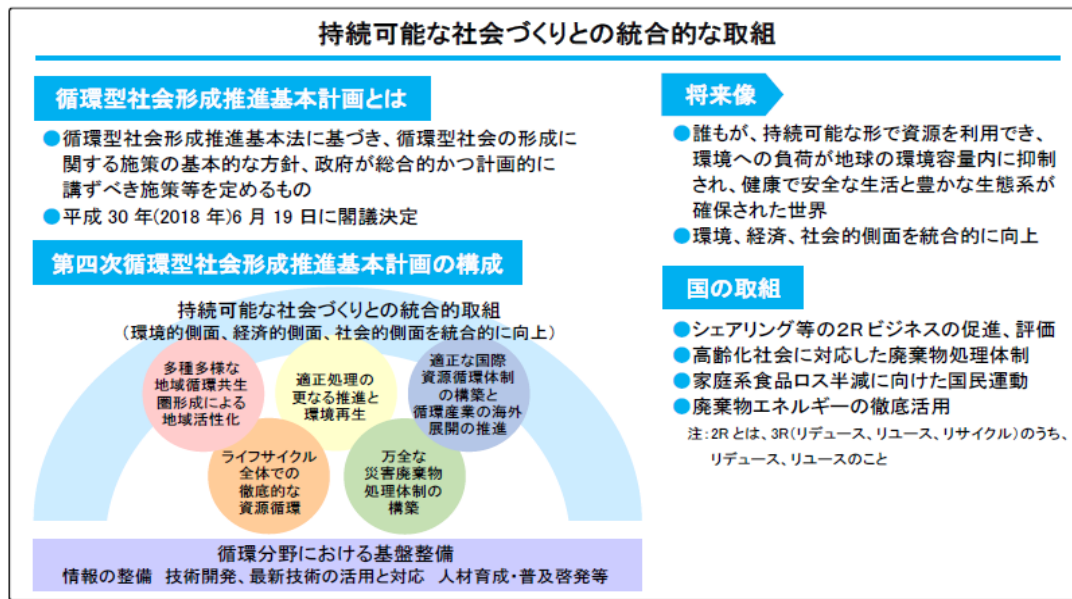 持続可能な社会づくりとの統合的な取組
循環型社会形成推進基本計画とは
●循環型社会形成推進基本法に基づき、循環型社会の形成に
関する施策の基本的な方針、政府が総合的かつ計画的に
講ずべき施策等を定めるもの
●平成 30 年(2018 年)6 月 19 日に閣議決定
第四次循環型社会形成推進基本計画の構成
持続可能な社会づくりとの統合的取組
（環境的側面、経済的側面、社会的側面を統合的に向上）
多種多様な
地域循環共生
圏形成による
地域活性化
適正処理の
更なる推進と
環境再生
適正な国際
資源循環体制
の構築と
循環産業の海外
展開の推進
ライフサイクル
全体での
徹底的な
資源循環
万全な
災害廃棄物
処理体制の
構築
循環分野における基盤整備
情報の整備 技術開発、最新技術の活用と対応 人材育成・普及啓発等
将来像
●誰もが、持続可能な形で資源を利用でき、
環境への負荷が地球の環境容量内に抑制
され、健康で安全な生活と豊かな生態系が
確保された世界
●環境、経済、社会的側面を統合的に向上
国の取組
●シェアリング等の２Ｒビジネスの促進、評価
●高齢化社会に対応した廃棄物処理体制
●家庭系食品ロス半減に向けた国民運動
●廃棄物エネルギーの徹底活用
注：2R とは、3R(リデュース、リユース、リサイクル)のうち、
リデュース、リユースのこと